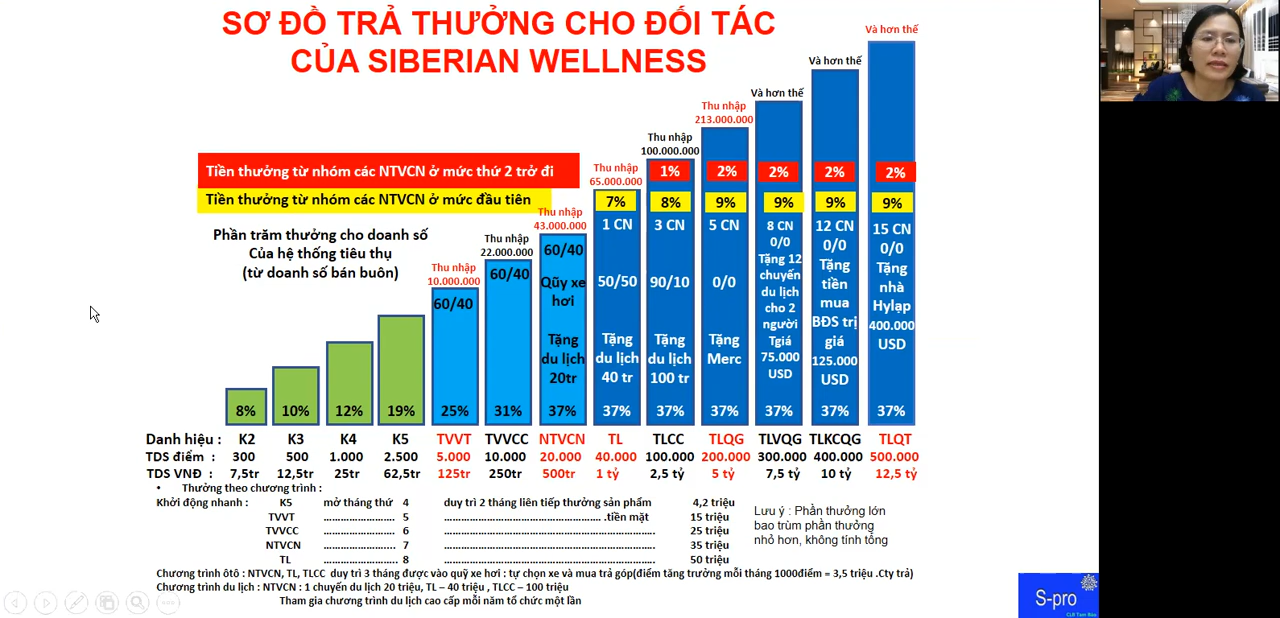 SƠ ĐỒ TRẢ THƯỞNG CHO ĐỐI TÁC
CỦA SIBERIAN WELLNESS
Và hơn thế
Và hơn thế
Và hơn thế
Thu nhập
213.000.000
Thu nhập
100.000.000
Thu nhập
65.000.000
Tiền thưởng từ nhóm các NTVCN ở mức thứ 2 trở đi
1% 2% 2% 2% 2%
Tiền thưởng từ nhóm các NTVCN ở mức đầu tiên
7% 8% 9% 9% 9% 9%
Thu nhập
43.000.000
Thu nhập
22.000.000
Thu nhập
10.000.000
Phần trăm thưởng cho doanh số
Của hệ thống tiêu thụ
(từ doanh số bán buôn)
60/40
60/40
60/40
Qũy xe
hơi
Tặng
du lịch
20tr
1 CN
50/50
Tặng
du lịch
40 tr
3 CN
90/10
Tặng
du lịch
100 tr
5 CN
0/0
Tặng
Merc
8 CN
0/0
Tặng 12
chuyến
du lịch
cho 2
người
Tgiá
75.000
USD
12 CN
0/0
Tặng
tiền
mua
BĐS trị
giá
125.000
USD
15 CN
0/0
Tặng
nhà
Hylạp
400.000
USD
8% 10% 12% 19% 25% 31% 37% 37% 37% 37% 37% 37% 37%
Danh hiệu : K2 K3 K4 K5 TVVT TVVCC NTVCN TL TLCC TLQG TLVQG TLKCQG TLQT
TDS điểm : 300 500 1.000 2.500 5.000 10.000 20.000 40.000 100.000 200.000 300.000 400.000 500.000
TDS VNĐ : 7,5tr 12,5tr 25tr 62,5tr 125tr 250tr 500tr 1 tỷ 2,5 tỷ 5 tỷ 7,5 tỷ 10 tỷ 12,5 tỷ
• Thưởng theo chương trình :
Khởi động nhanh : K5 mở tháng thứ 4 duy trì 2 tháng liên tiếp thưởng sản phẩm 4,2 triệu
TVVT ........................ 5 ......................................................tiền mặt 15 triệu
TVVCC ........................ 6 ...................................................................... 25 triệu
NTVCN ........................ 7 ...................................................................... 35 triệu
TL ........................ 8 ...................................................................... 50 triệu
Lưu ý : Phần thưởng lớn
bao trùm phần thưởng
nhỏ hơn, không tính tổng
Chương trình ôtô : NTVCN, TL, TLCC duy trì 3 tháng được vào quỹ xe hơi : tự chọn xe và mua trả góp(điểm tăng trưởng mỗi tháng 1000điểm = 3,5 triệu .Cty trả)
Chương trình du lịch : NTVCN : 1 chuyến du lịch 20 triệu, TL – 40 triệu , TLCC – 100 triệu
Tham gia chương trình du lịch cao cấp mỗi năm tổ chức một lần
S-pro
CLB Tam Bảo